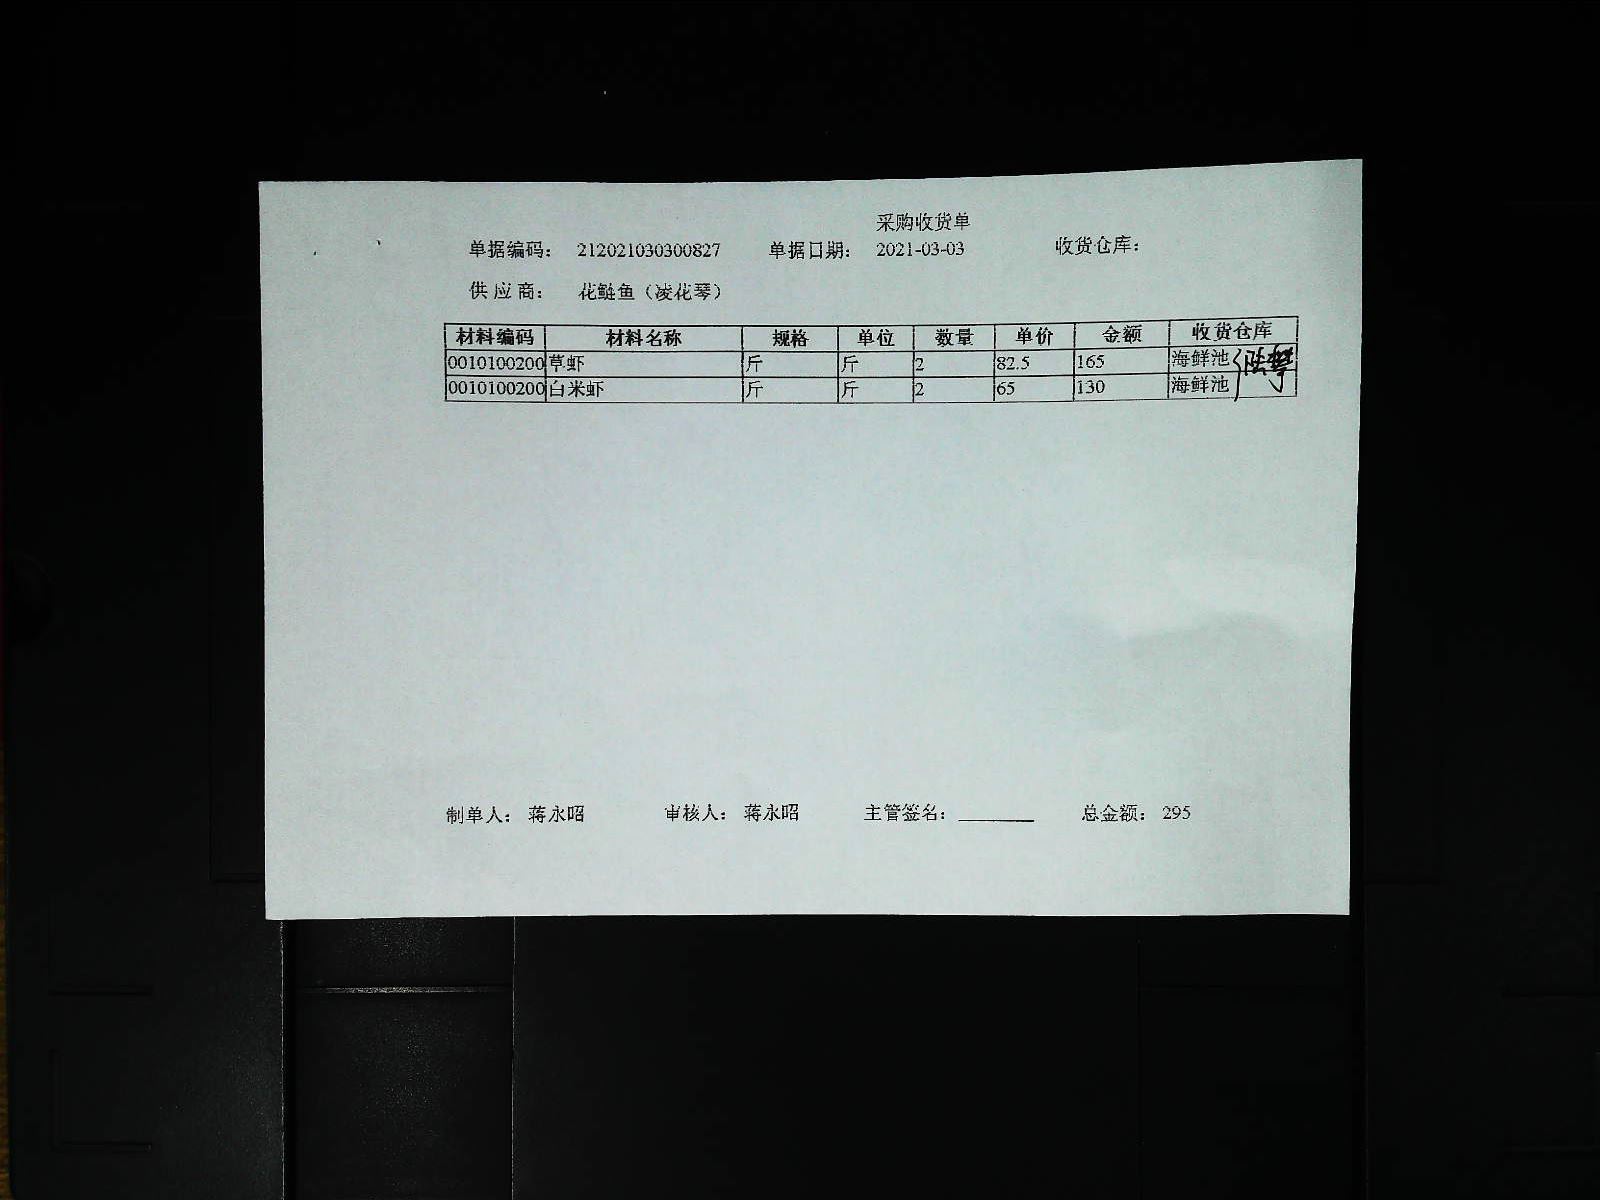 采购收货单
单据编码: 212021030300827 单据日期: 2021-03-03 收货仓库:
供 应 商: 花鲢鱼（凌花琴）
材料编码 材料名称 规格 单位 数量 单价 金额 收货仓库
0010100200 草虾 斤 斤 2 82.5 165 海鲜池
0010100200 白米虾 斤 斤 2 65 130 海鲜池
制单人: 蒋永昭 审核人: 蒋永昭 主管签名: ________ 总金额: 295